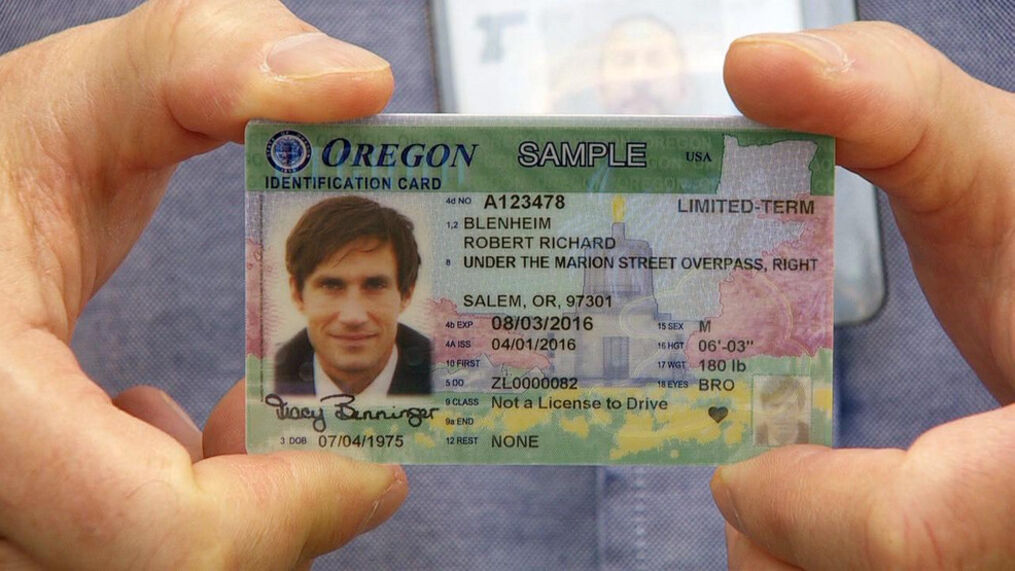 OREGON SAMPLE USA
IDENTIFICATION CARD
4d NO A123478
LIMITED-TERM
1,2 BLENHEIM
ROBERT RICHARD
8 UNDER THE MARION STREET OVERPASS, RIGHT
SALEM, OR, 97301
4b EXP 08/03/2016 15 SEX M
4A ISS 04/01/2016 16 HGT 06'-03"
10 FIRST 17 WGT 180 lb
5 DD ZL0000082 18 EYES BRO
9 CLASS Not a License to Drive
9a END
Tracy Benninger
3 DOB 07/04/1975 12 REST NONE